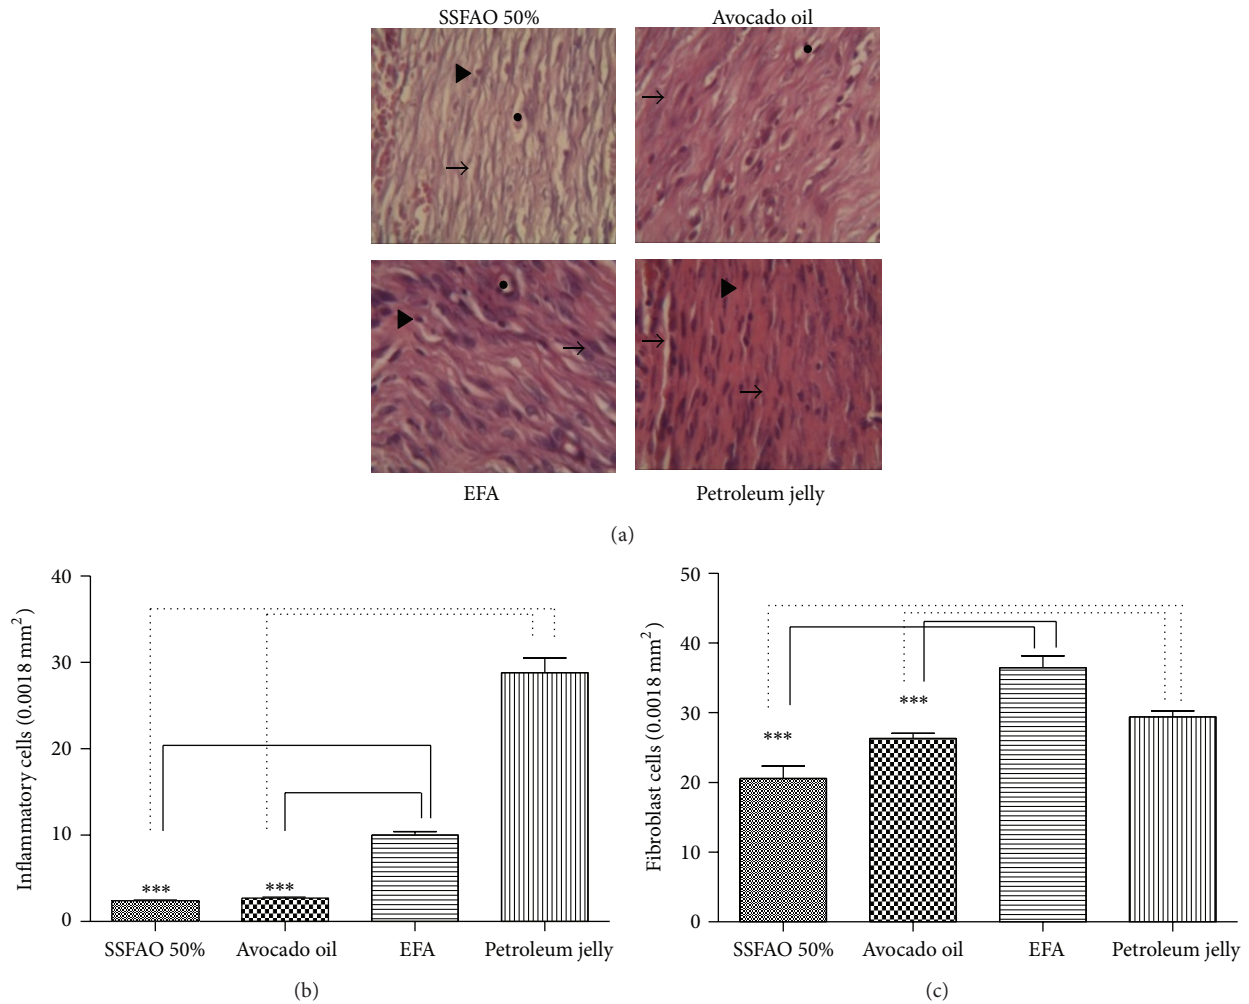 SSFAO 50%
Avocado oil
EFA
Petroleum jelly
(a)
40
30
20
10
0
Inflammatory cells (0.0018 mm²)
***
***
SSFAO 50%
Avocado oil
EFA
Petroleum jelly
(b)
50
40
30
20
10
0
Fibroblast cells (0.0018 mm²)
***
***
SSFAO 50%
Avocado oil
EFA
Petroleum jelly
(c)